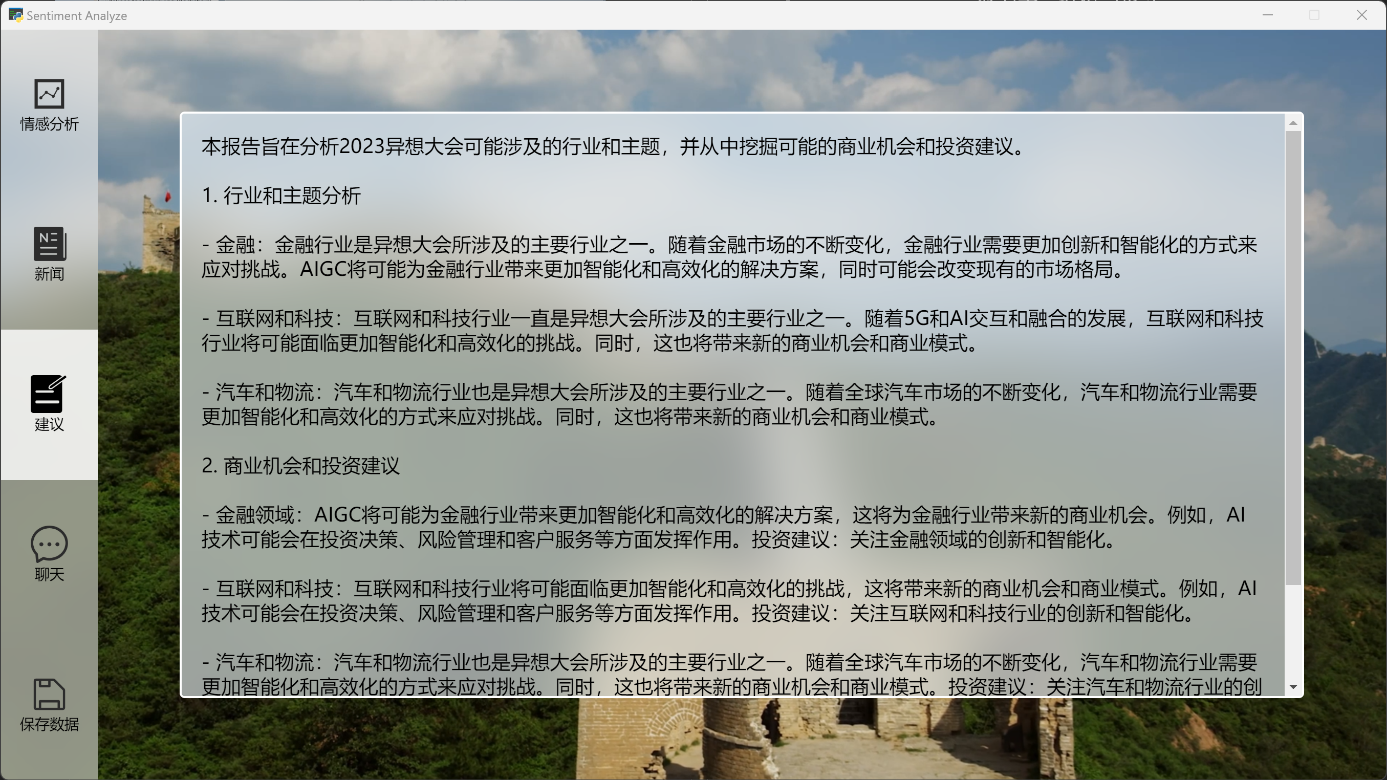 Sentiment Analyze
情感分析
新闻
建议
聊天
保存数据
本报告旨在分析2023异想大会可能涉及的行业和主题，并从中挖掘可能的商业机会和投资建议。
1. 行业和主题分析
- 金融：金融行业是异想大会所涉及的主要行业之一。随着金融市场的不断变化，金融行业需要更加创新和智能化的方式来
应对挑战。AIGC将可能为金融行业带来更加智能化和高效化的解决方案，同时可能会改变现有的市场格局。
- 互联网和科技：互联网和科技行业一直是异想大会所涉及的主要行业之一。随着5G和AI交互和融合的发展，互联网和科技
行业将可能面临更加智能化和高效化的挑战。同时，这也将带来新的商业机会和商业模式。
- 汽车和物流：汽车和物流行业也是异想大会所涉及的主要行业之一。随着全球汽车市场的不断变化，汽车和物流行业需要
更加智能化和高效化的方式来应对挑战。同时，这也将带来新的商业机会和商业模式。
2. 商业机会和投资建议
- 金融领域：AIGC将可能为金融行业带来更加智能化和高效化的解决方案，这将为金融行业带来新的商业机会。例如，AI
技术可能会在投资决策、风险管理和客户服务等方面发挥作用。投资建议：关注金融领域的创新和智能化。
- 互联网和科技：互联网和科技行业将可能面临更加智能化和高效化的挑战，这将带来新的商业机会和商业模式。例如，AI
技术可能会在投资决策、风险管理和客户服务等方面发挥作用。投资建议：关注互联网和科技行业的创新和智能化。
- 汽车和物流：汽车和物流行业也是异想大会所涉及的主要行业之一。随着全球汽车市场的不断变化，汽车和物流行业需要
更加智能化和高效化的方式来应对挑战。同时，这也将带来新的商业机会和商业模式。投资建议：关注汽车和物流行业的创